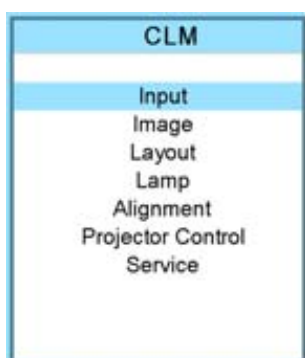 CLM
Input
Image
Layout
Lamp
Alignment
Projector Control
Service